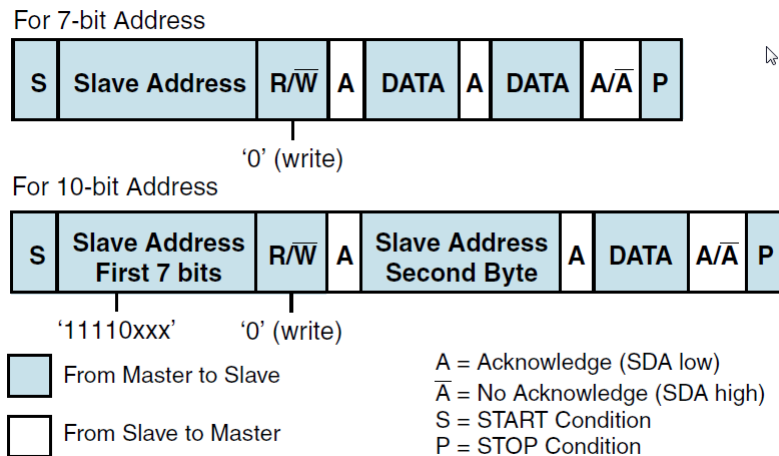 For 7-bit Address
S Slave Address R/W̅ A DATA A DATA A/A̅ P
‘0’ (write)
For 10-bit Address
S Slave Address First 7 bits R/W̅ A Slave Address Second Byte A DATA A/A̅ P
‘11110xxx’ ‘0’ (write)
From Master to Slave
From Slave to Master
A = Acknowledge (SDA low)
A̅ = No Acknowledge (SDA high)
S = START Condition
P = STOP Condition